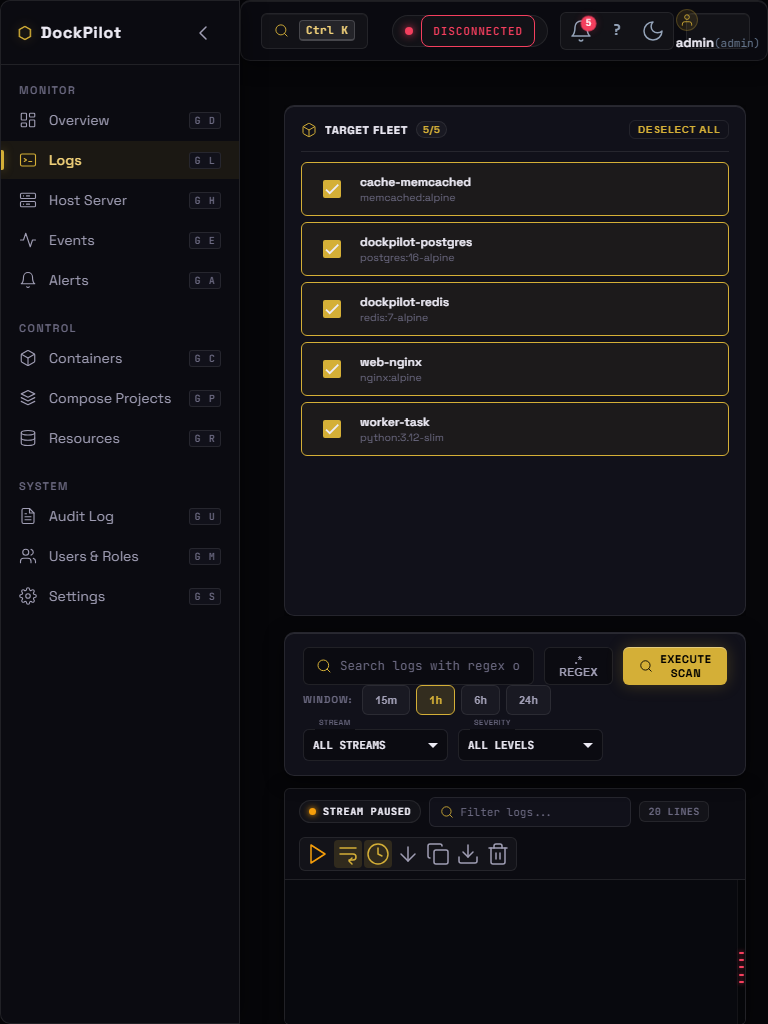 DockPilot
MONITOR
Overview G D
Logs G L
Host Server G H
Events G E
Alerts G A
CONTROL
Containers G C
Compose Projects G P
Resources G R
SYSTEM
Audit Log G U
Users & Roles G M
Settings G S
Ctrl K
DISCONNECTED
5
?
admin(admin)
TARGET FLEET 5/5 DESELECT ALL
cache-memcached
memcached:alpine
dockpilot-postgres
postgres:16-alpine
dockpilot-redis
redis:7-alpine
web-nginx
nginx:alpine
worker-task
python:3.12-slim
Search logs with regex o
.*
REGEX
EXECUTE
SCAN
WINDOW: 15m 1h 6h 24h
STREAM SEVERITY
ALL STREAMS ALL LEVELS
STREAM PAUSED Filter logs... 20 LINES